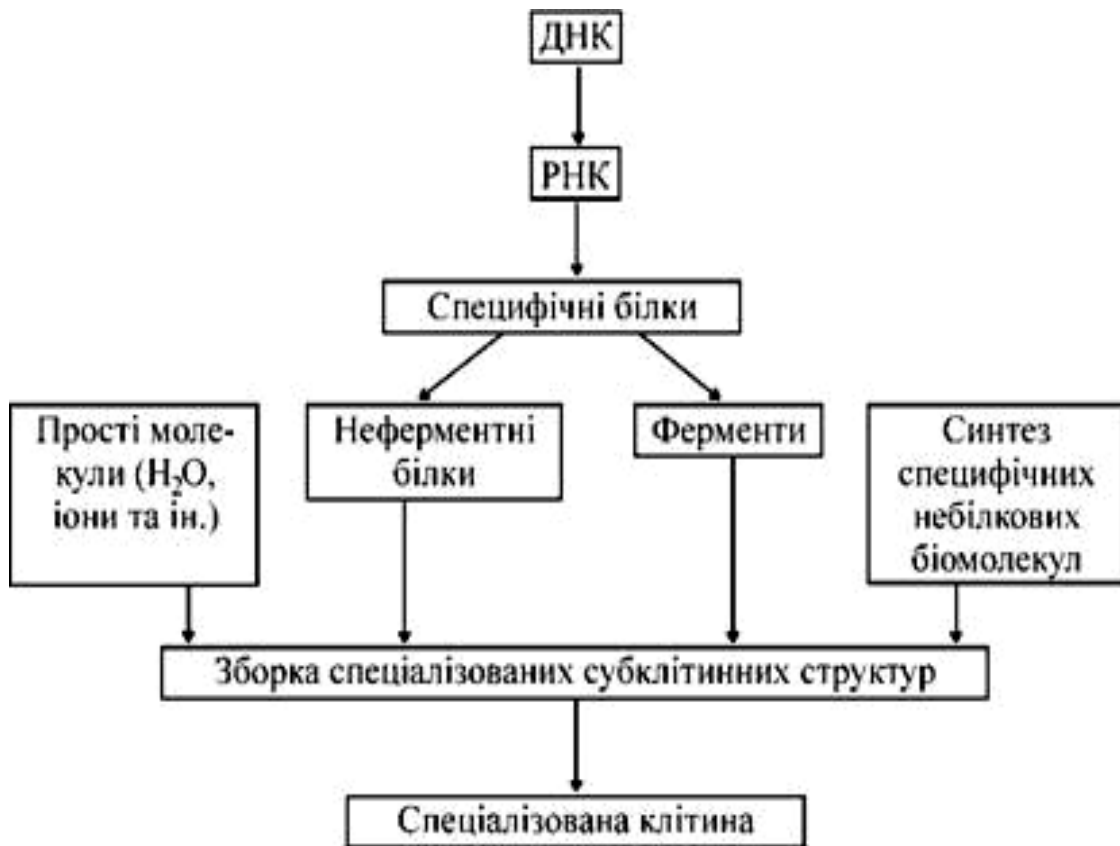 ДНК
РНК
Специфічні білки
Прості моле-
кули (H₂O,
іони та ін.)
Неферментні
білки
Ферменти
Синтез
специфічних
небілкових
біомолекул
Зборка спеціалізованих субклітинних структур
Спеціалізована клітина